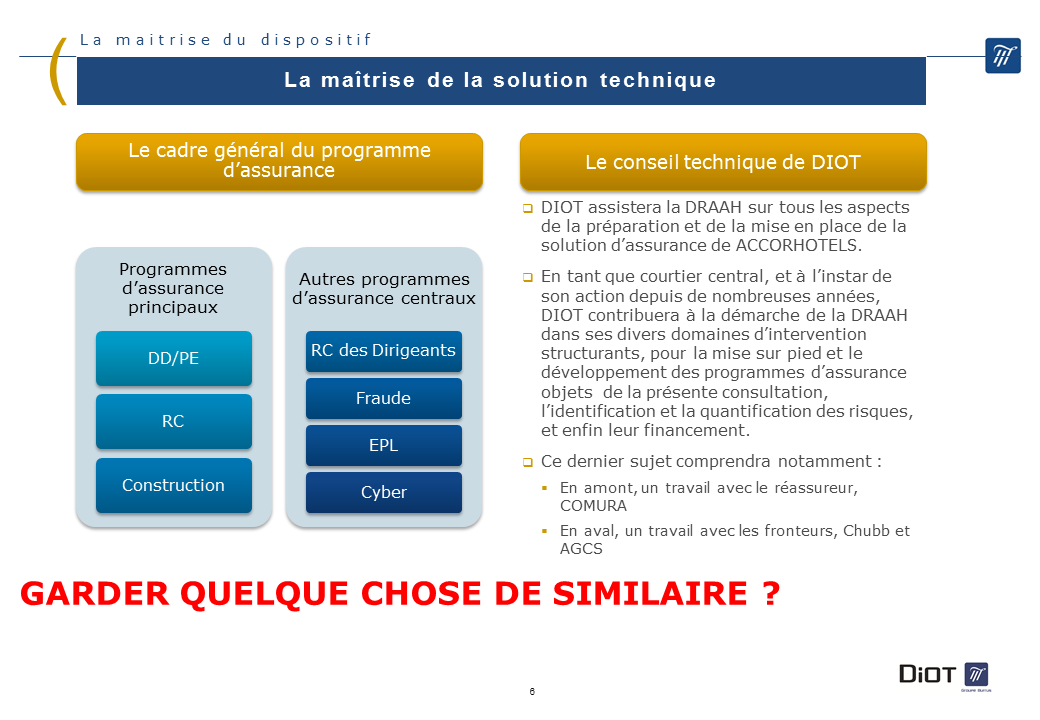 La maitrise du dispositif
La maîtrise de la solution technique
Le cadre général du programme
d’assurance
Programmes
d’assurance
principaux
DD/PE
RC
Construction
Autres programmes
d’assurance centraux
RC des Dirigeants
Fraude
EPL
Cyber
Le conseil technique de DIOT
DIOT assistera la DRAAH sur tous les aspects
de la préparation et de la mise en place de la
solution d’assurance de ACCORHOTELS.
En tant que courtier central, et à l’instar de
son action depuis de nombreuses années,
DIOT contribuera à la démarche de la DRAAH
dans ses divers domaines d’intervention
structurants, pour la mise sur pied et le
développement des programmes d’assurance
objets  de la présente consultation,
l’identification et la quantification des risques,
et enfin leur financement.
Ce dernier sujet comprendra notamment :
En amont, un travail avec le réassureur,
COMURA
En aval, un travail avec les fronteurs, Chubb et
AGCS
GARDER QUELQUE CHOSE DE SIMILAIRE ?
DiOT
Groupe Burrus
6